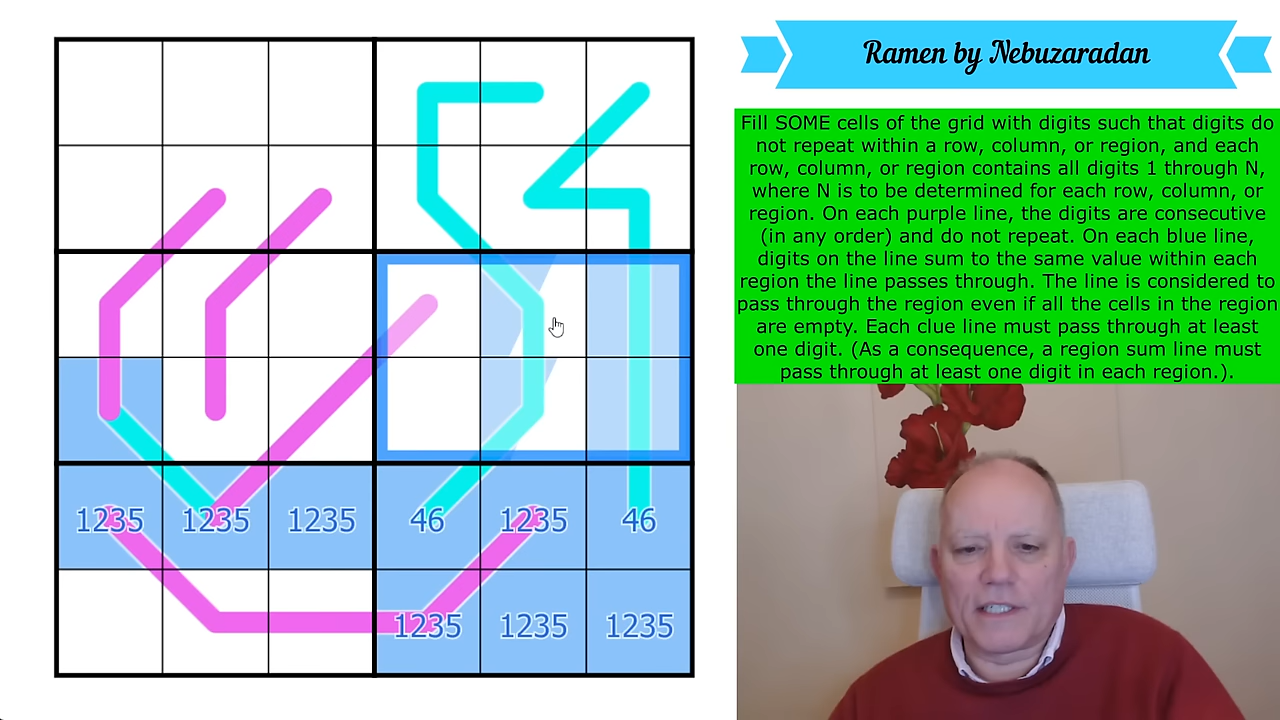 Ramen by Nebuzaradan
Fill SOME cells of the grid with digits such that digits do
not repeat within a row, column, or region, and each
row, column, or region contains all digits 1 through N,
where N is to be determined for each row, column, or
region. On each purple line, the digits are consecutive
(in any order) and do not repeat. On each blue line,
digits on the line sum to the same value within each
region the line passes through. The line is considered to
pass through the region even if all the cells in the region
are empty. Each clue line must pass through at least
one digit. (As a consequence, a region sum line must
pass through at least one digit in each region.).
1235 1235 1235 46 1235 46
1235 1235 1235